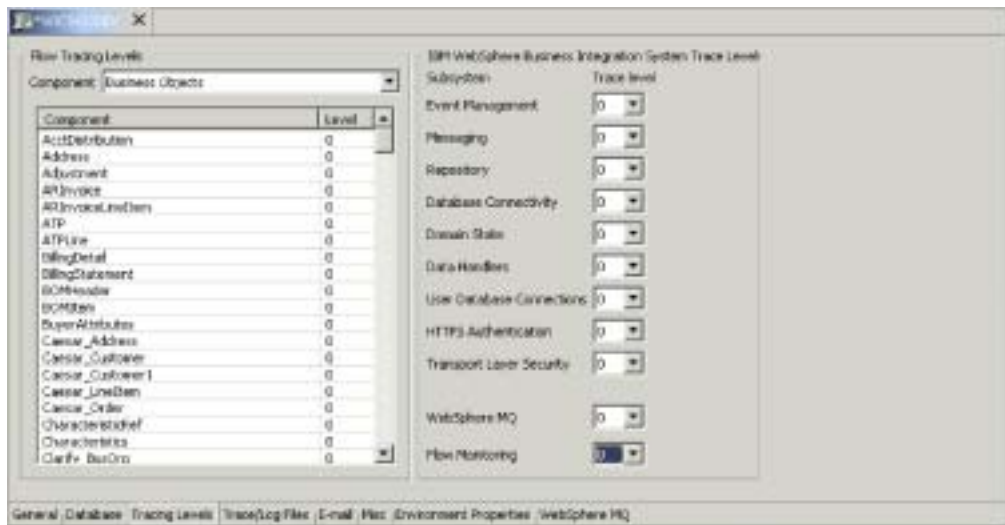 Flow Tracing Levels
Component: Business Objects
Component Level
AcctDistribution 0
Address 0
Adjustment 0
ARInvoice 0
ARInvoiceLineItem 0
ATP 0
ATPLine 0
BillingDetail 0
BillingStatement 0
BOMHeader 0
BOMItem 0
BuyerAttributes 0
Caesar_Address 0
Caesar_Customer 0
Caesar_Customer1 0
Caesar_LineItem 0
Caesar_Order 0
CharacteristicRef 0
Characteristics 0
Clarify_BusOrg 0
IBM WebSphere Business Integration System Trace Level
Subsystem Trace level
Event Management 0
Messaging 0
Repository 0
Database Connectivity 0
Domain State 0
Data Handlers 0
User Database Connections 0
HTTPS Authentication 0
Transport Layer Security 0
WebSphere MQ 0
Flow Monitoring 0
General Database Tracing Levels Trace/Log Files E-mail Misc Environment Properties WebSphere MQ